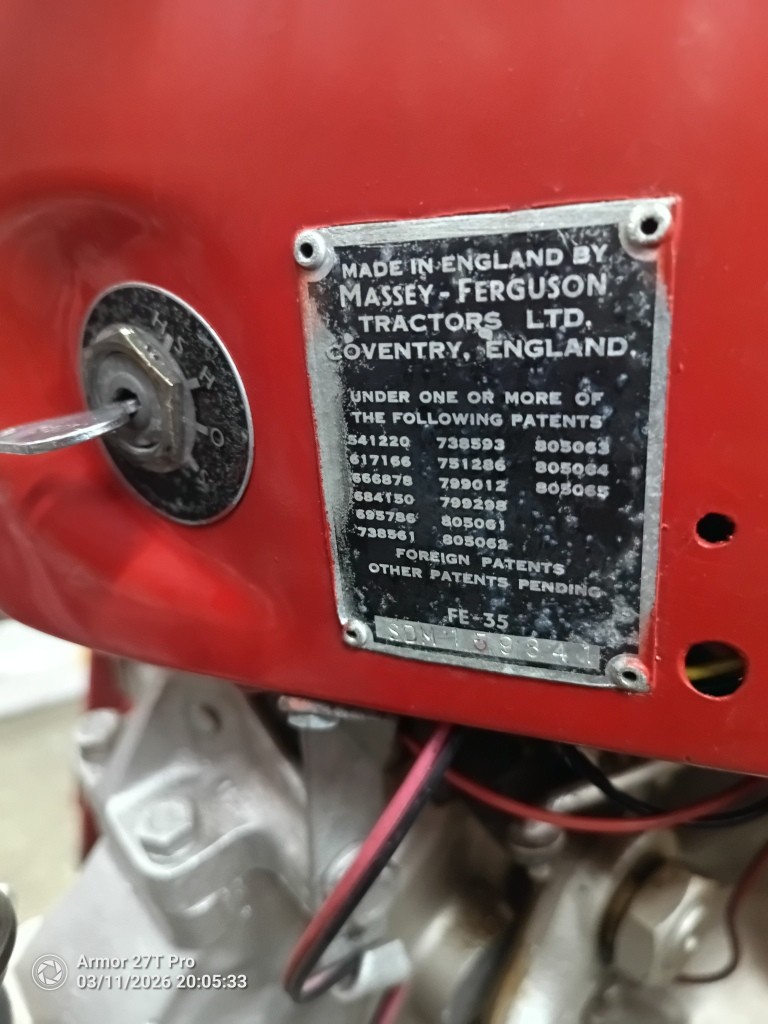 MADE IN ENGLAND BY
MASSEY-FERGUSON
TRACTORS LTD.
COVENTRY, ENGLAND.
UNDER ONE OR MORE OF
THE FOLLOWING PATENTS
541220 738593 805063
617166 751286 805064
666878 799012 805065
684150 799298
695786 805061
738561 805062
FOREIGN PATENTS
OTHER PATENTS PENDING
FE-35
SDM 159341
H S H O S
Armor 27T Pro
03/11/2026 20:05:33